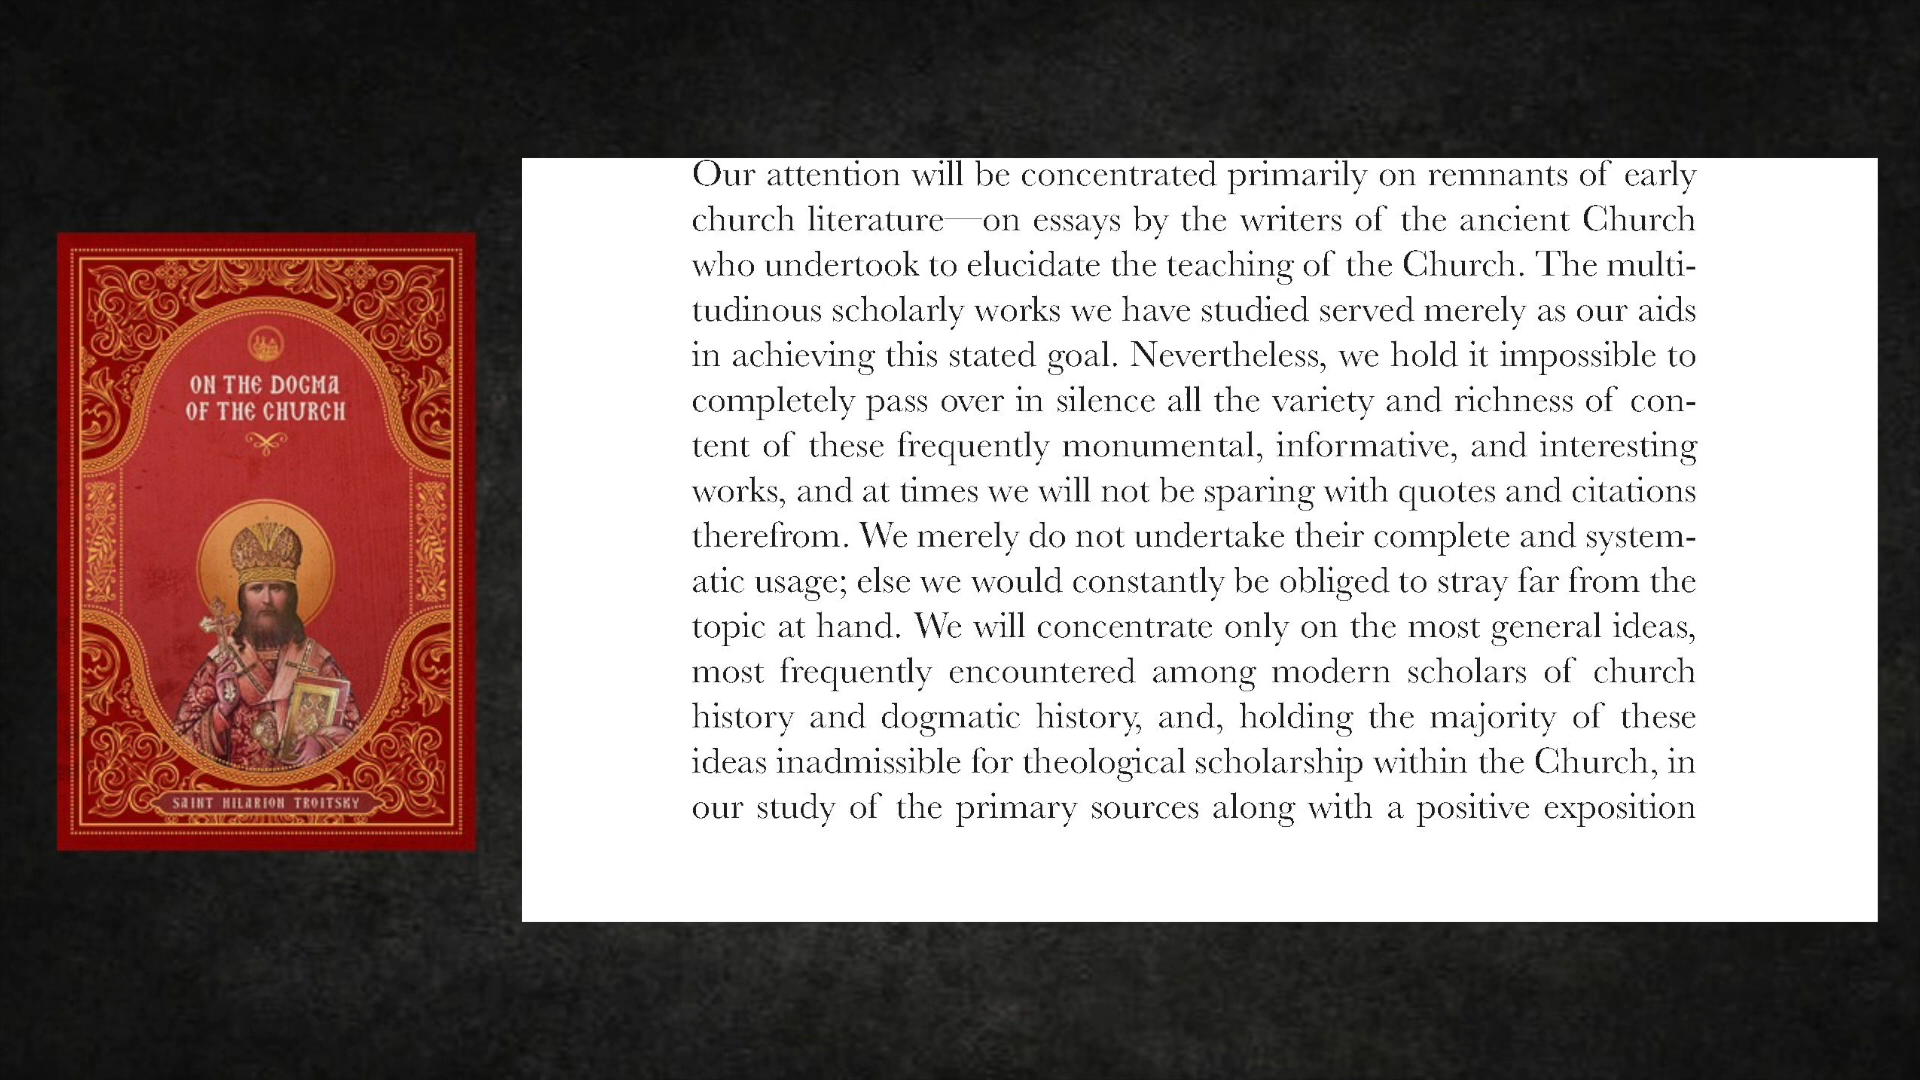 ON THE DOGMA
OF THE CHURCH
SAINT HILARION TROITSKY
Our attention will be concentrated primarily on remnants of early
church literature—on essays by the writers of the ancient Church
who undertook to elucidate the teaching of the Church. The multi-
tudinous scholarly works we have studied served merely as our aids
in achieving this stated goal. Nevertheless, we hold it impossible to
completely pass over in silence all the variety and richness of con-
tent of these frequently monumental, informative, and interesting
works, and at times we will not be sparing with quotes and citations
therefrom. We merely do not undertake their complete and system-
atic usage; else we would constantly be obliged to stray far from the
topic at hand. We will concentrate only on the most general ideas,
most frequently encountered among modern scholars of church
history and dogmatic history, and, holding the majority of these
ideas inadmissible for theological scholarship within the Church, in
our study of the primary sources along with a positive exposition